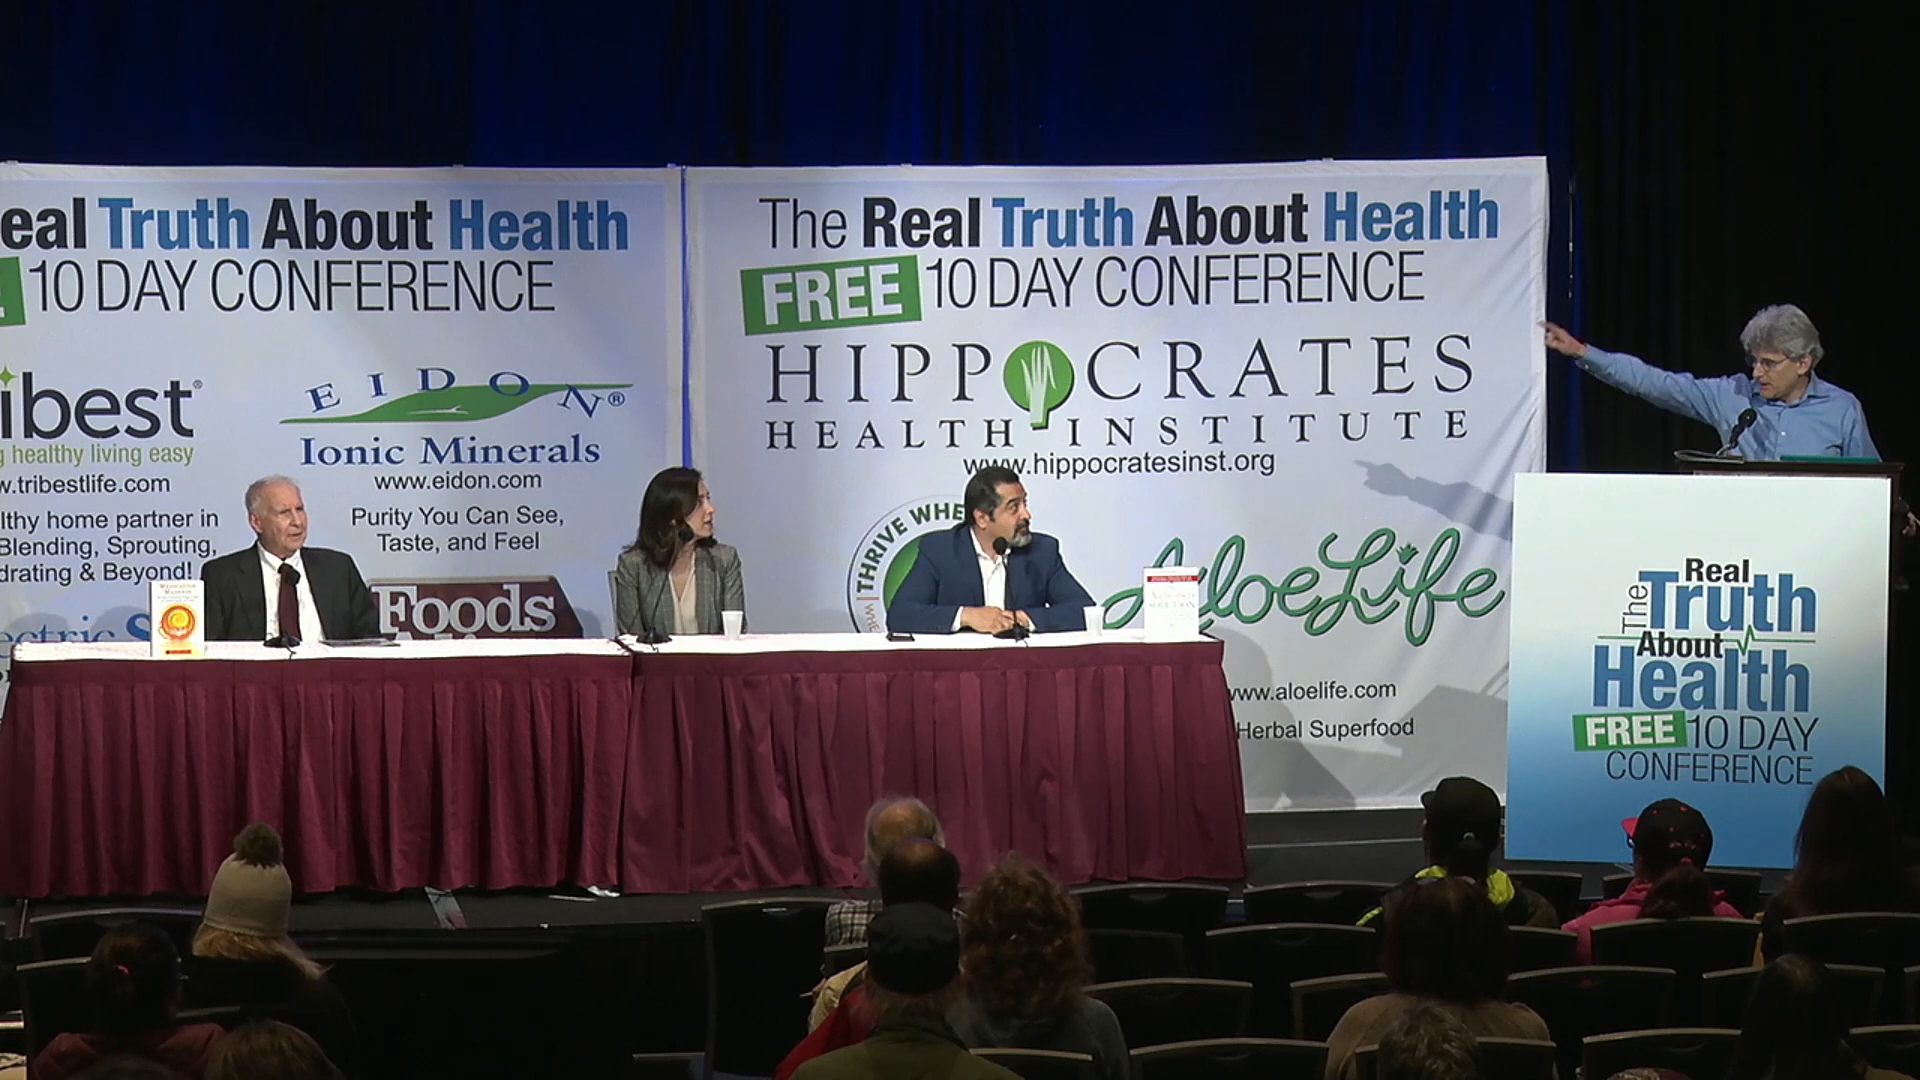 eal Truth About Health
10 DAY CONFERENCE
ibest®
g healthy living easy
w.tribestlife.com
lthy home partner in
Blending, Sprouting,
drating & Beyond!
ectric S
EIDON®
Ionic Minerals
www.eidon.com
Purity You Can See,
Taste, and Feel
Foods
The Real Truth About Health
FREE 10 DAY CONFERENCE
HIPPOCRATES
HEALTH INSTITUTE
www.hippocratesinst.org
THRIVE WHE
AloeLife®
www.aloelife.com
Herbal Superfood
The Real
Truth
About
Health
FREE 10 DAY
CONFERENCE